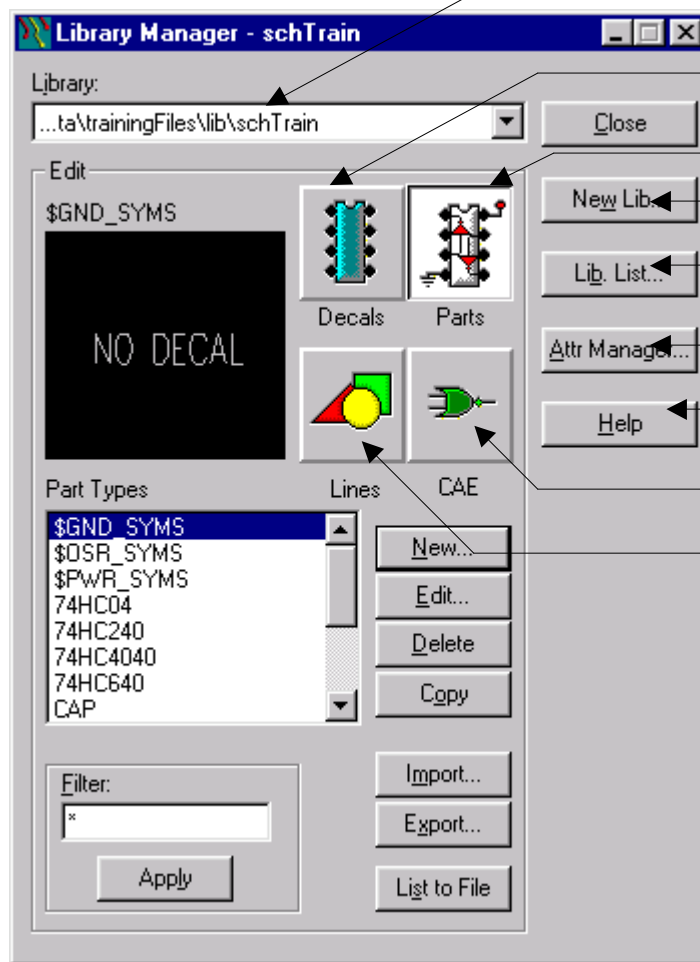 Library Manager - schTrain
Library:
...ta\trainingFiles\lib\schTrain
Close
Edit
$GND_SYMS
NO DECAL
Decals
Parts
New Lib..
Lib. List...
Attr Manager...
Help
Part Types
Lines
CAE
$GND_SYMS
$OSR_SYMS
$PWR_SYMS
74HC04
74HC240
74HC4040
74HC640
CAP
New...
Edit...
Delete
Copy
Import...
Export...
List to File
Filter:
*
Apply